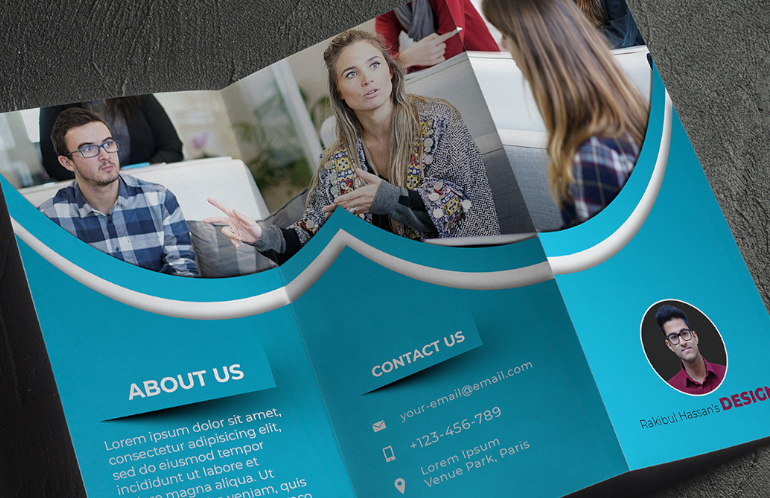 ABOUT US
Lorem ipsum dolor sit amet,
consectetur adipisicing elit,
sed do eiusmod tempor
incididunt ut labore et
dolore magna aliqua. Ut
veniam, quis
CONTACT US
your-email@email.com
+123-456-789
Lorem Ipsum
Venue Park, Paris
Rakibul Hassan's DESIGN